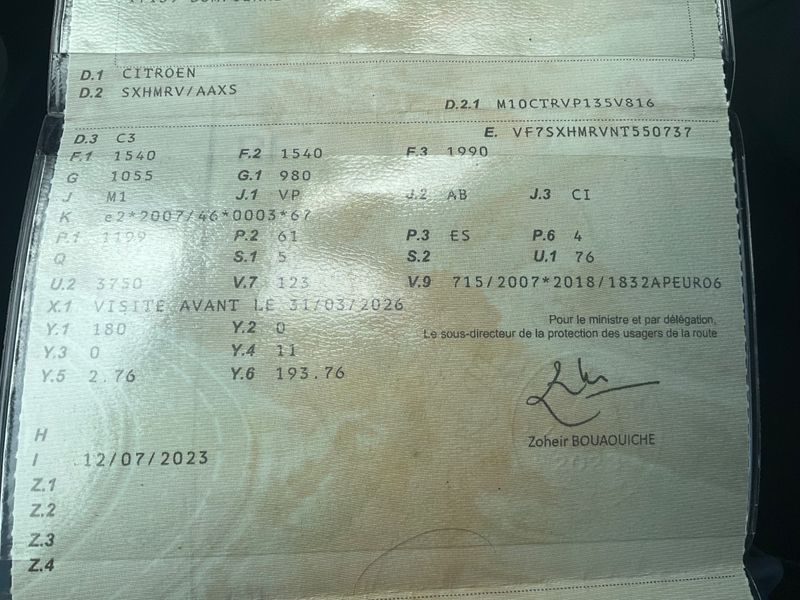 D.1 CITROEN
D.2 SXHMRV/AAXS
D.2.1 M10CTRVP135V816
D.3 C3 E. VF7SXHMRVNT550737
F.1 1540 F.2 1540 F.3 1990
G 1055 G.1 980
J M1 J.1 VP J.2 AB J.3 CI
K e2*2007/46*0003*67
P.1 1199 P.2 61 P.3 ES P.6 4
Q S.1 5 S.2 U.1 76
U.2 3750 V.7 123 V.9 715/2007*2018/1832APEURO6
X.1 VISITE AVANT LE 31/03/2026
Y.1 180 Y.2 0
Y.3 0 Y.4 11
Y.5 2.76 Y.6 193.76
Pour le ministre et par délégation,
Le sous-directeur de la protection des usagers de la route
Zoheir BOUAOUICHE
H
I 12/07/2023
Z.1
Z.2
Z.3
Z.4